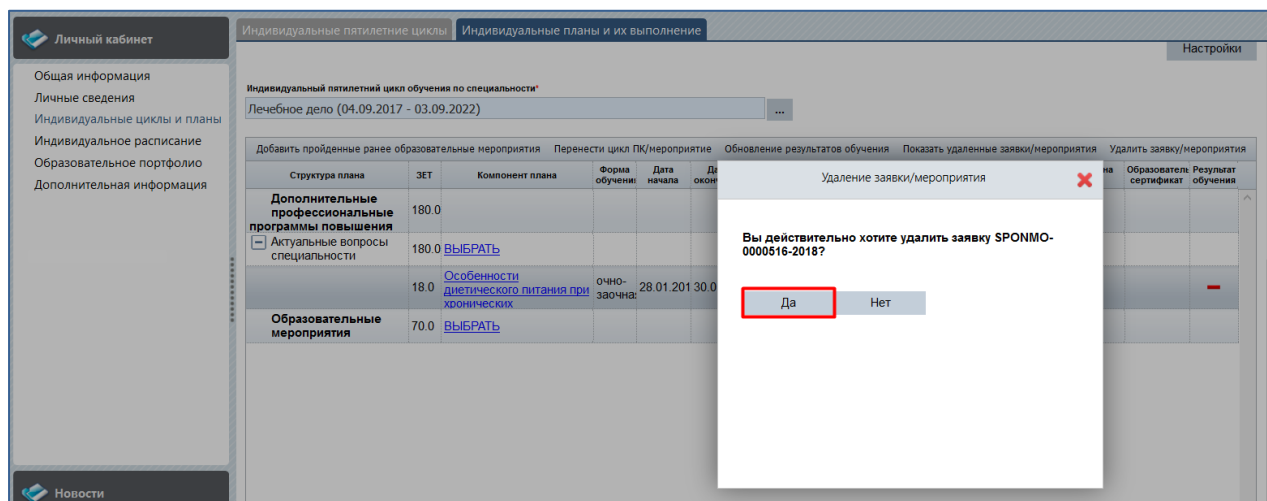 Личный кабинет
Общая информация
Личные сведения
Индивидуальные циклы и планы
Индивидуальное расписание
Образовательное портфолио
Дополнительная информация
Новости
Индивидуальные пятилетние циклы
Индивидуальные планы и их выполнение
Настройки
Индивидуальный пятилетний цикл обучения по специальности*
Лечебное дело (04.09.2017 - 03.09.2022)
...
Добавить пройденные ранее образовательные мероприятия Перенести цикл ПК/мероприятие Обновление результатов обучения Показать удаленные заявки/мероприятия Удалить заявку/мероприятия
Структура плана
ЗЕТ
Компонент плана
Форма
обучени
Дата
начала
Да
оконч
на
Образователь
сертификат
Результат
обучения
Дополнительные
профессиональные
программы повышения
180.0
Актуальные вопросы
специальности
180.0 ВЫБРАТЬ
18.0
Особенности
диетического питания при
хронических
очно-
заочна
28.01.201 30.0
Образовательные
мероприятия
70.0 ВЫБРАТЬ
Удаление заявки/мероприятия
Вы действительно хотите удалить заявку SPONMO-
0000516-2018?
Да
Нет